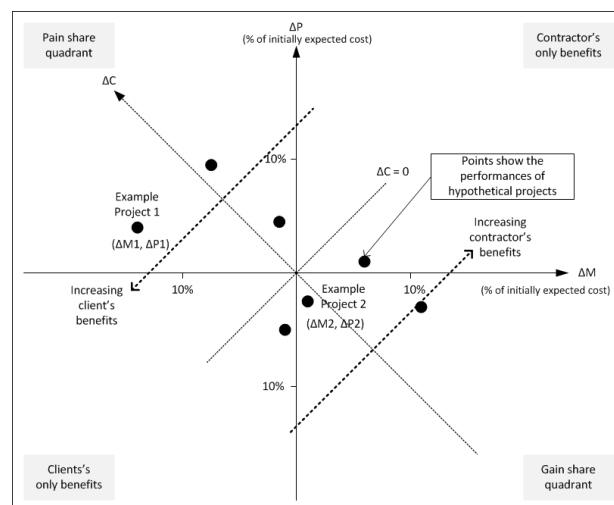 Pain share
quadrant
ΔP
(% of initially expected cost)
Contractor's
only benefits
ΔC
10%
ΔC = 0
Points show the
performances of
hypothetical projects
Example
Project 1
(ΔM1, ΔP1)
Increasing
contractor's
benefits
Increasing
client's
benefits
10%
Example
Project 2
(ΔM2, ΔP2)
10%
ΔM
(% of initially expected cost)
10%
Clients's
only benefits
Gain share
quadrant